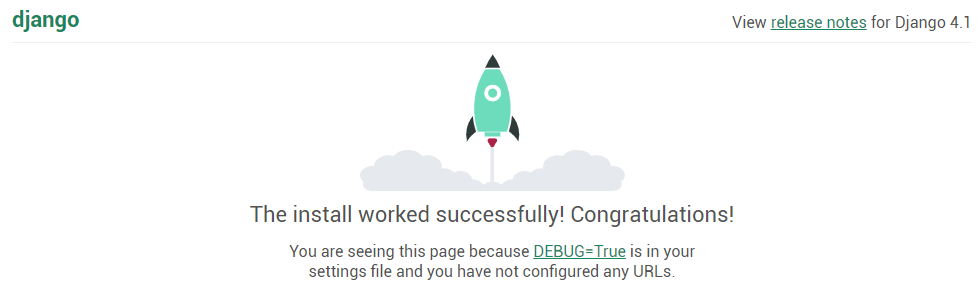 django
View release notes for Django 4.1
The install worked successfully! Congratulations!
You are seeing this page because DEBUG=True is in your
settings file and you have not configured any URLs.